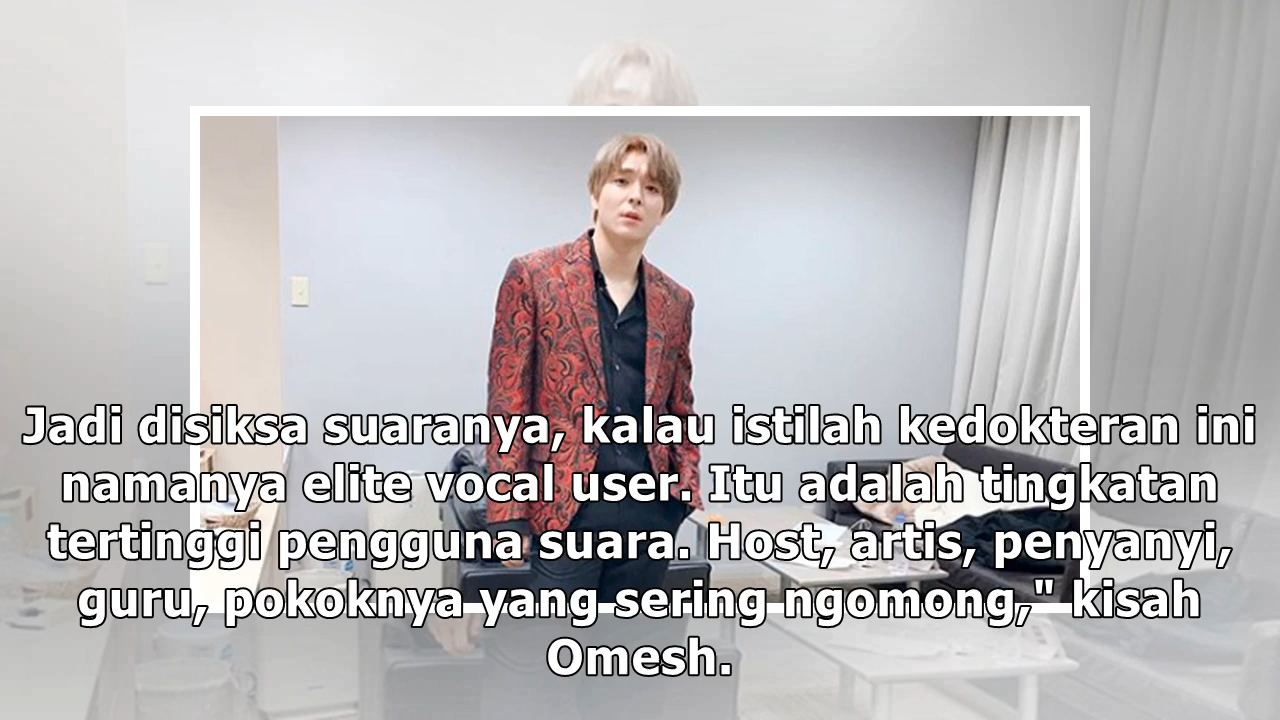 Jadi disiksa suaranya, kalau istilah kedokteran ini
namanya elite vocal user. Itu adalah tingkatan
tertinggi pengguna suara. Host, artis, penyanyi,
guru, pokoknya yang sering ngomong," kisah
Omesh.